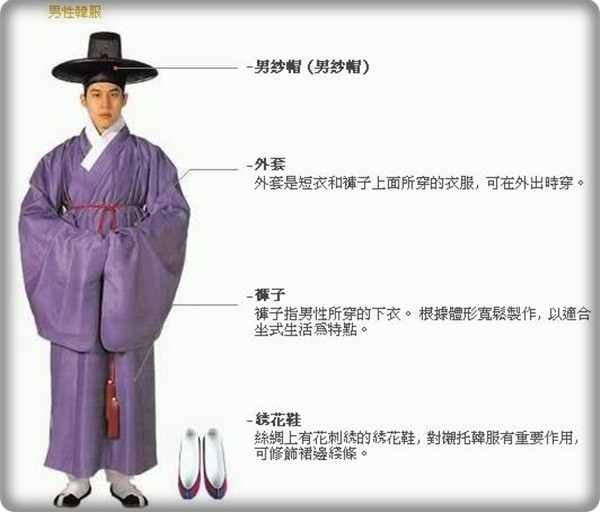 男性韓服
-男紗帽 (男紗帽)
-外套
外套是短衣和褲子上面所穿的衣服, 可在外出時穿。
-褲子
褲子指男性所穿的下衣。 根據體形寬鬆製作, 以適合
坐式生活爲特點。
-綉花鞋
絲綢上有花刺綉的綉花鞋, 對襯托韓服有重要作用,
可修飾裙邊綫條。